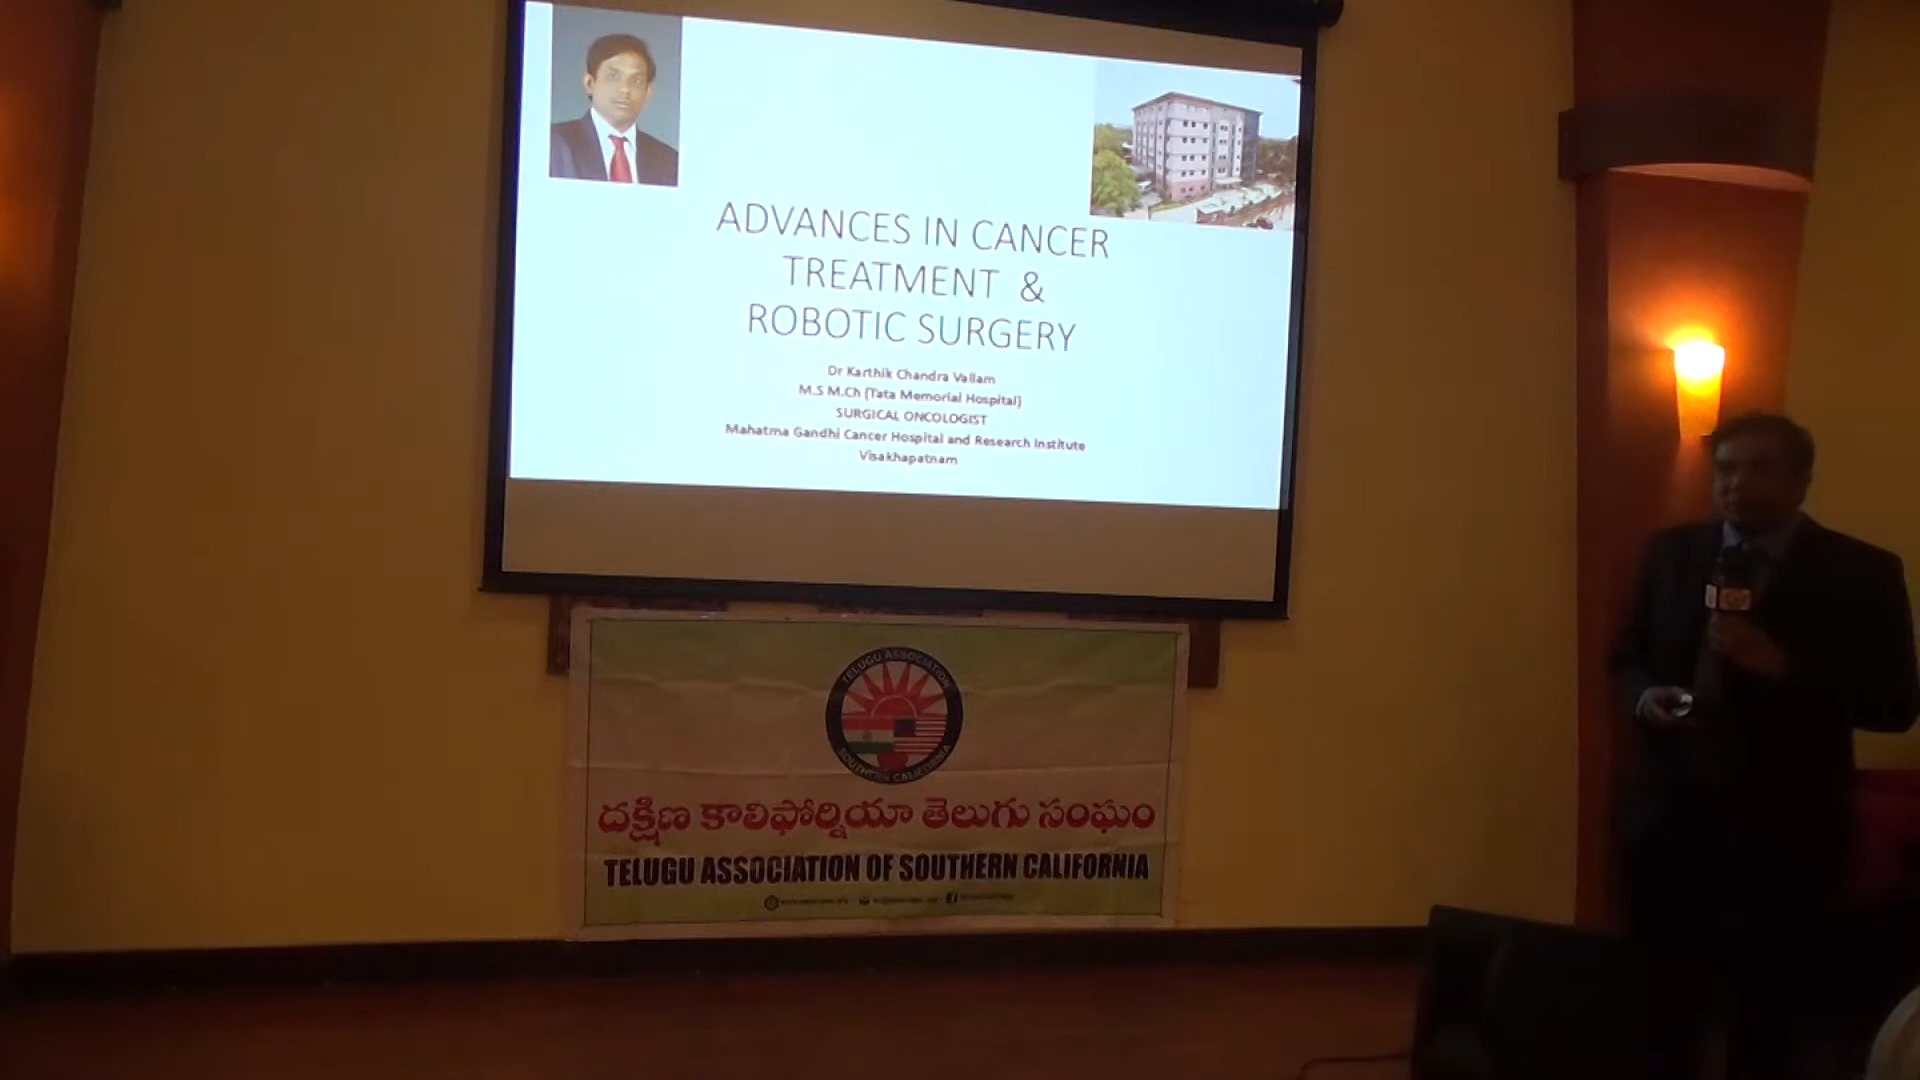 ADVANCES IN CANCER
TREATMENT &
ROBOTIC SURGERY
Dr Karthik Chandra Vallam
M.S M.Ch (Tata Memorial Hospital)
SURGICAL ONCOLOGIST
Mahatma Gandhi Cancer Hospital and Research Institute
Visakhapatnam
TELUGU ASSOCIATION
SOUTHERN CALIFORNIA
దక్షిణ కాలిఫోర్నియా తెలుగు సంఘం
TELUGU ASSOCIATION OF SOUTHERN CALIFORNIA